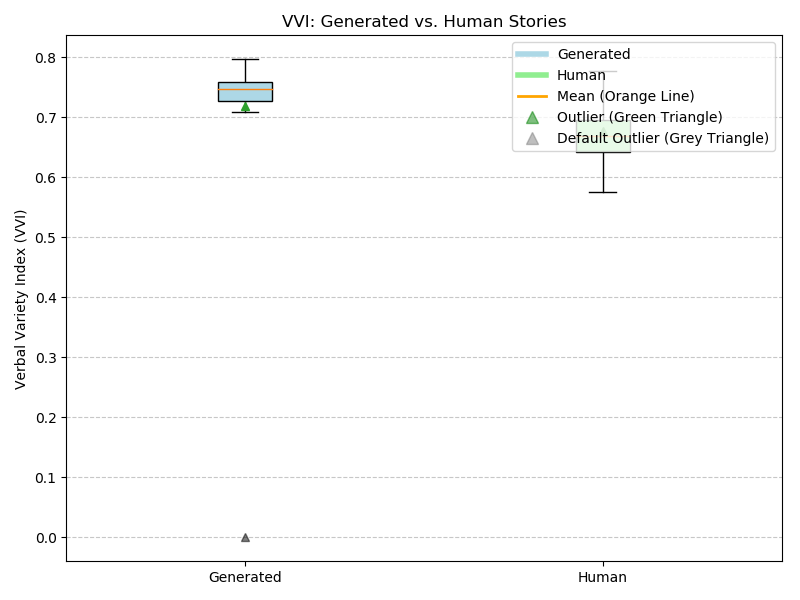 VVI: Generated vs. Human Stories
Generated
Human
Mean (Orange Line)
Outlier (Green Triangle)
Default Outlier (Grey Triangle)
Verbal Variety Index (VVI)
0.8
0.7
0.6
0.5
0.4
0.3
0.2
0.1
0.0
Generated
Human